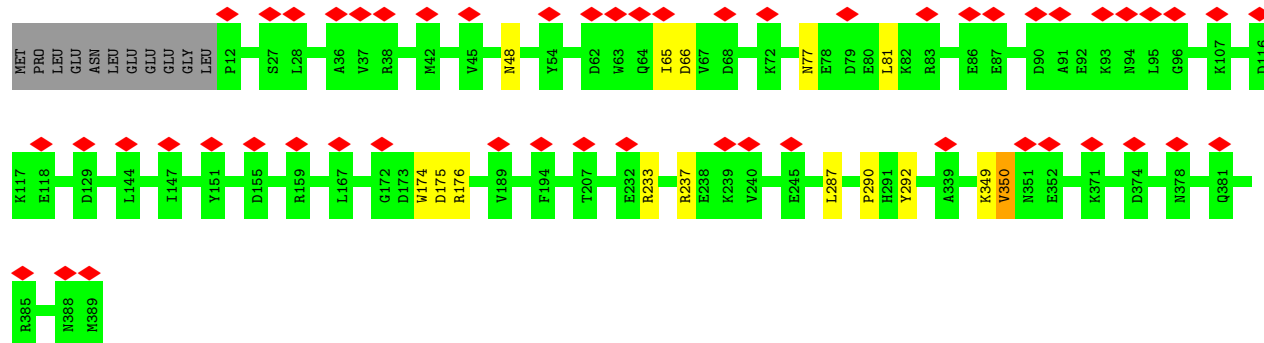 MET PRO LEU GLU ASN LEU GLU GLU GLU GLY LEU P12 S27 L28 A36 V37 R38 M42 V45 N48 Y54 D62 W63 Q64 I65 D66 V67 D68 K72 N77 E78 D79 E80 L81 K82 R83 E86 E87 D90 A91 E92 K93 N94 L95 G96 K107 D116
K117 E118 D129 L144 I147 Y151 D155 R159 L167 G172 D173 W174 D175 R176 V189 F194 T207 E232 R233 R237 E238 K239 V240 E245 L287 P290 H291 Y292 A339 K349 V350 N351 E352 K371 D374 N378 Q381
R385 N388 M389